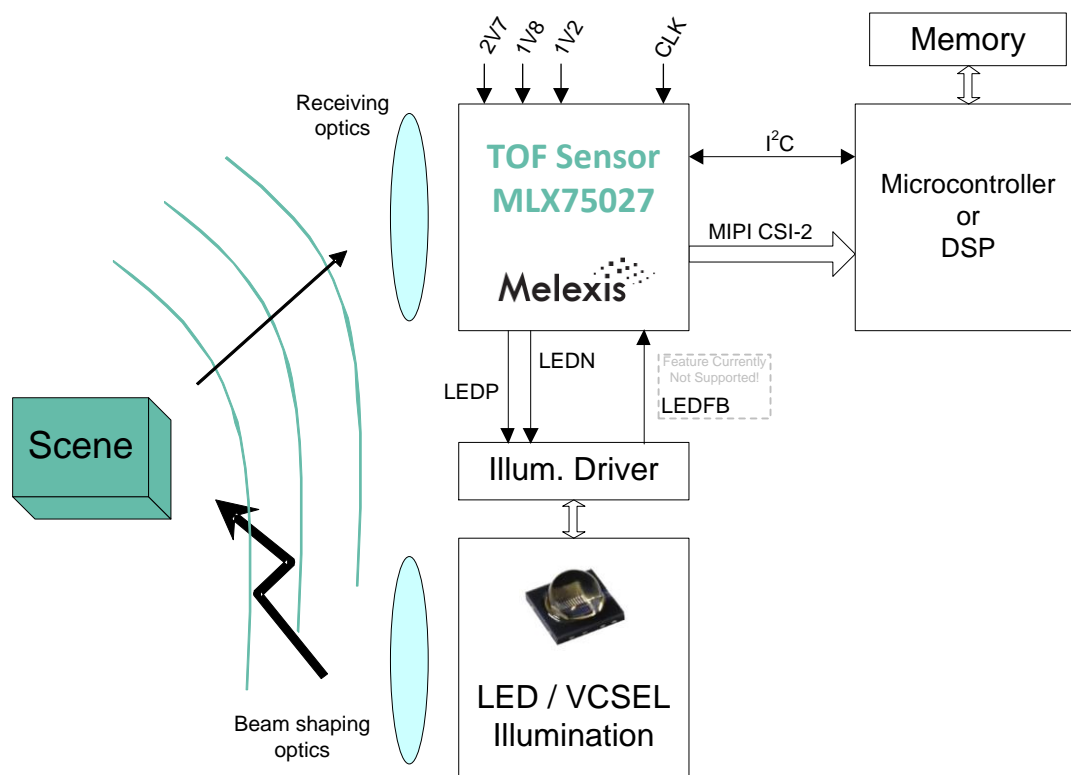 2V7
1V8
1V2
CLK
Memory
Receiving
optics
TOF Sensor
MLX75027
Melexis
I²C
MIPI CSI-2
Microcontroller
or
DSP
LEDP
LEDN
Feature Currently
Not Supported!
LEDFB
Scene
Illum. Driver
LED / VCSEL
Illumination
Beam shaping
optics